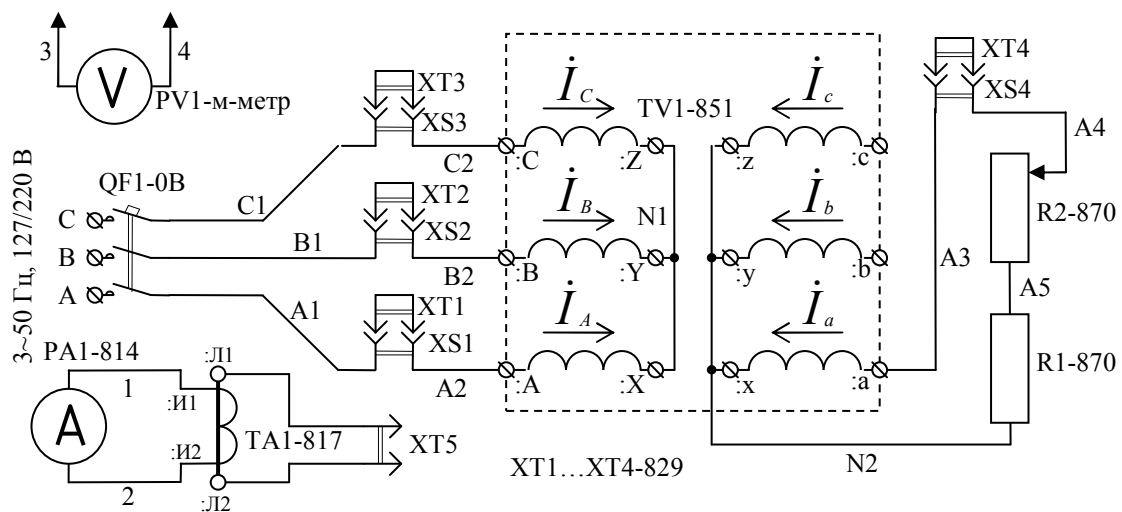 3 4
V
PV1-м-метр
3~50 Гц, 127/220 В
QF1-0В
C
B
A
C1
B1
A1
XT3
XS3
C2
XT2
XS2
B2
XT1
XS1
A2
İC
İB
İA
:C
:Z
:B
:Y
:A
:X
N1
TV1-851
İc
İb
İa
:z
:c
:y
:b
:x
:a
XT4
XS4
A4
R2-870
A3
A5
R1-870
N2
PA1-814
1
A
2
:Л1
:И1
:И2
TA1-817
:Л2
XT5
XT1…XT4-829